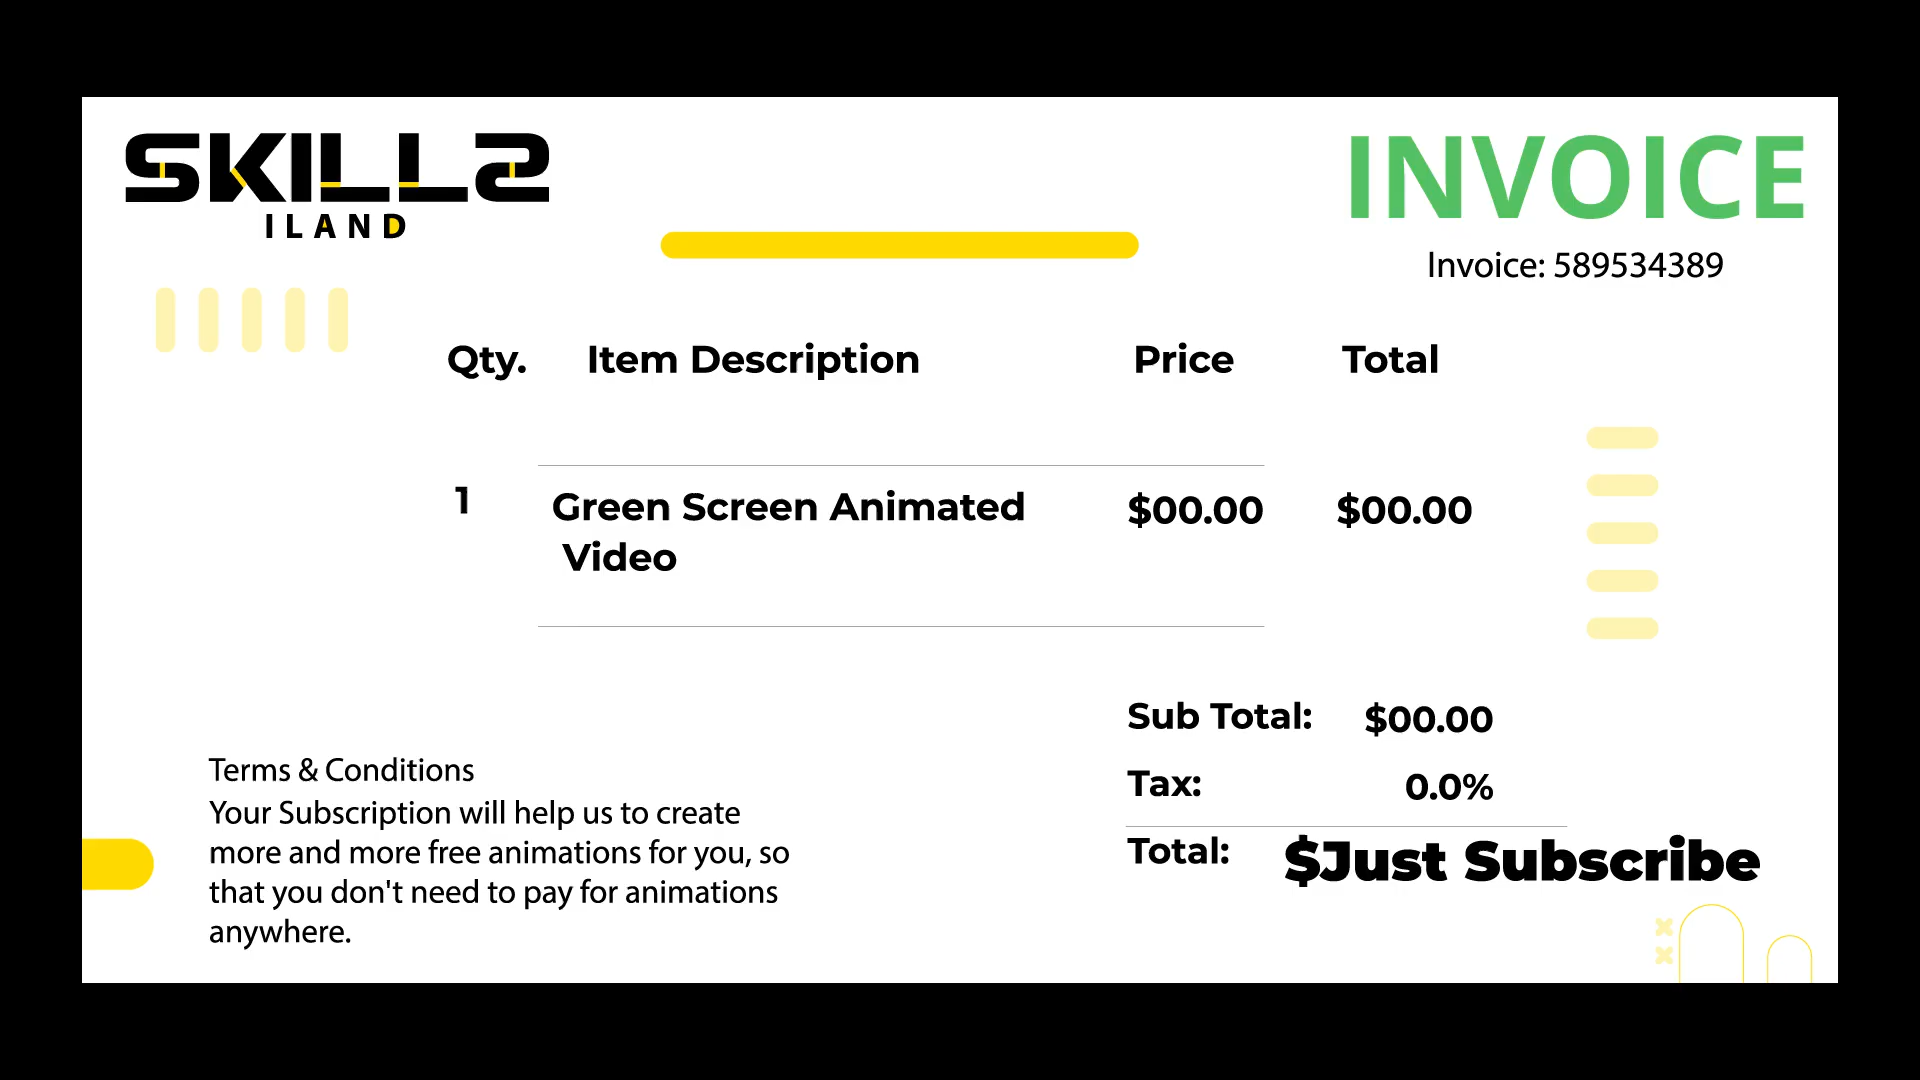 SKILLS
ILAND
INVOICE
Invoice: 589534389
Qty. Item Description Price Total
1 Green Screen Animated $00.00 $00.00
Video
Sub Total: $00.00
Tax: 0.0%
Total: $Just Subscribe
Terms & Conditions
Your Subscription will help us to create
more and more free animations for you, so
that you don't need to pay for animations
anywhere.